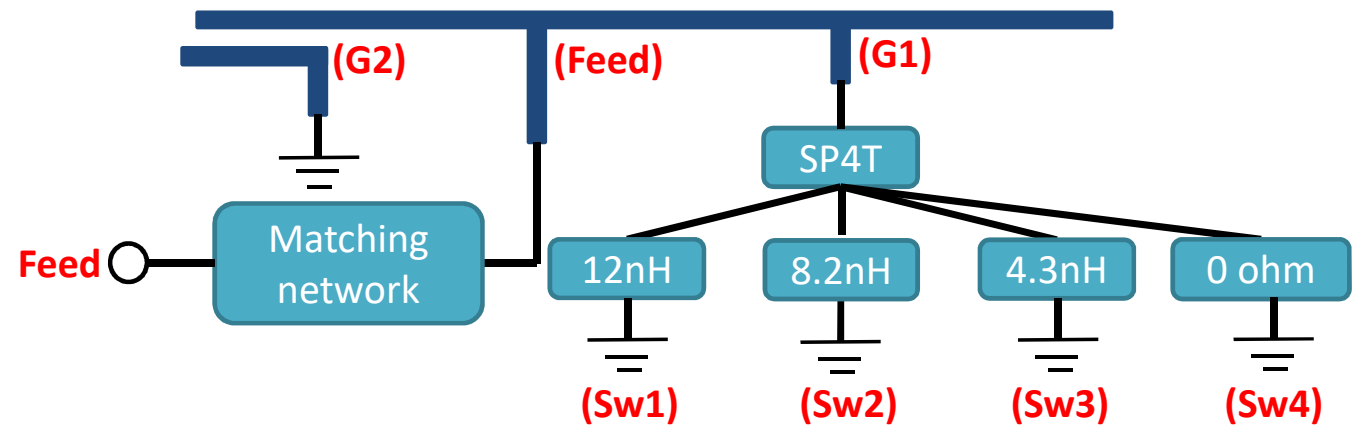 (G2)
(Feed)
(G1)
SP4T
Feed
Matching
network
12nH
8.2nH
4.3nH
0 ohm
(Sw1)
(Sw2)
(Sw3)
(Sw4)